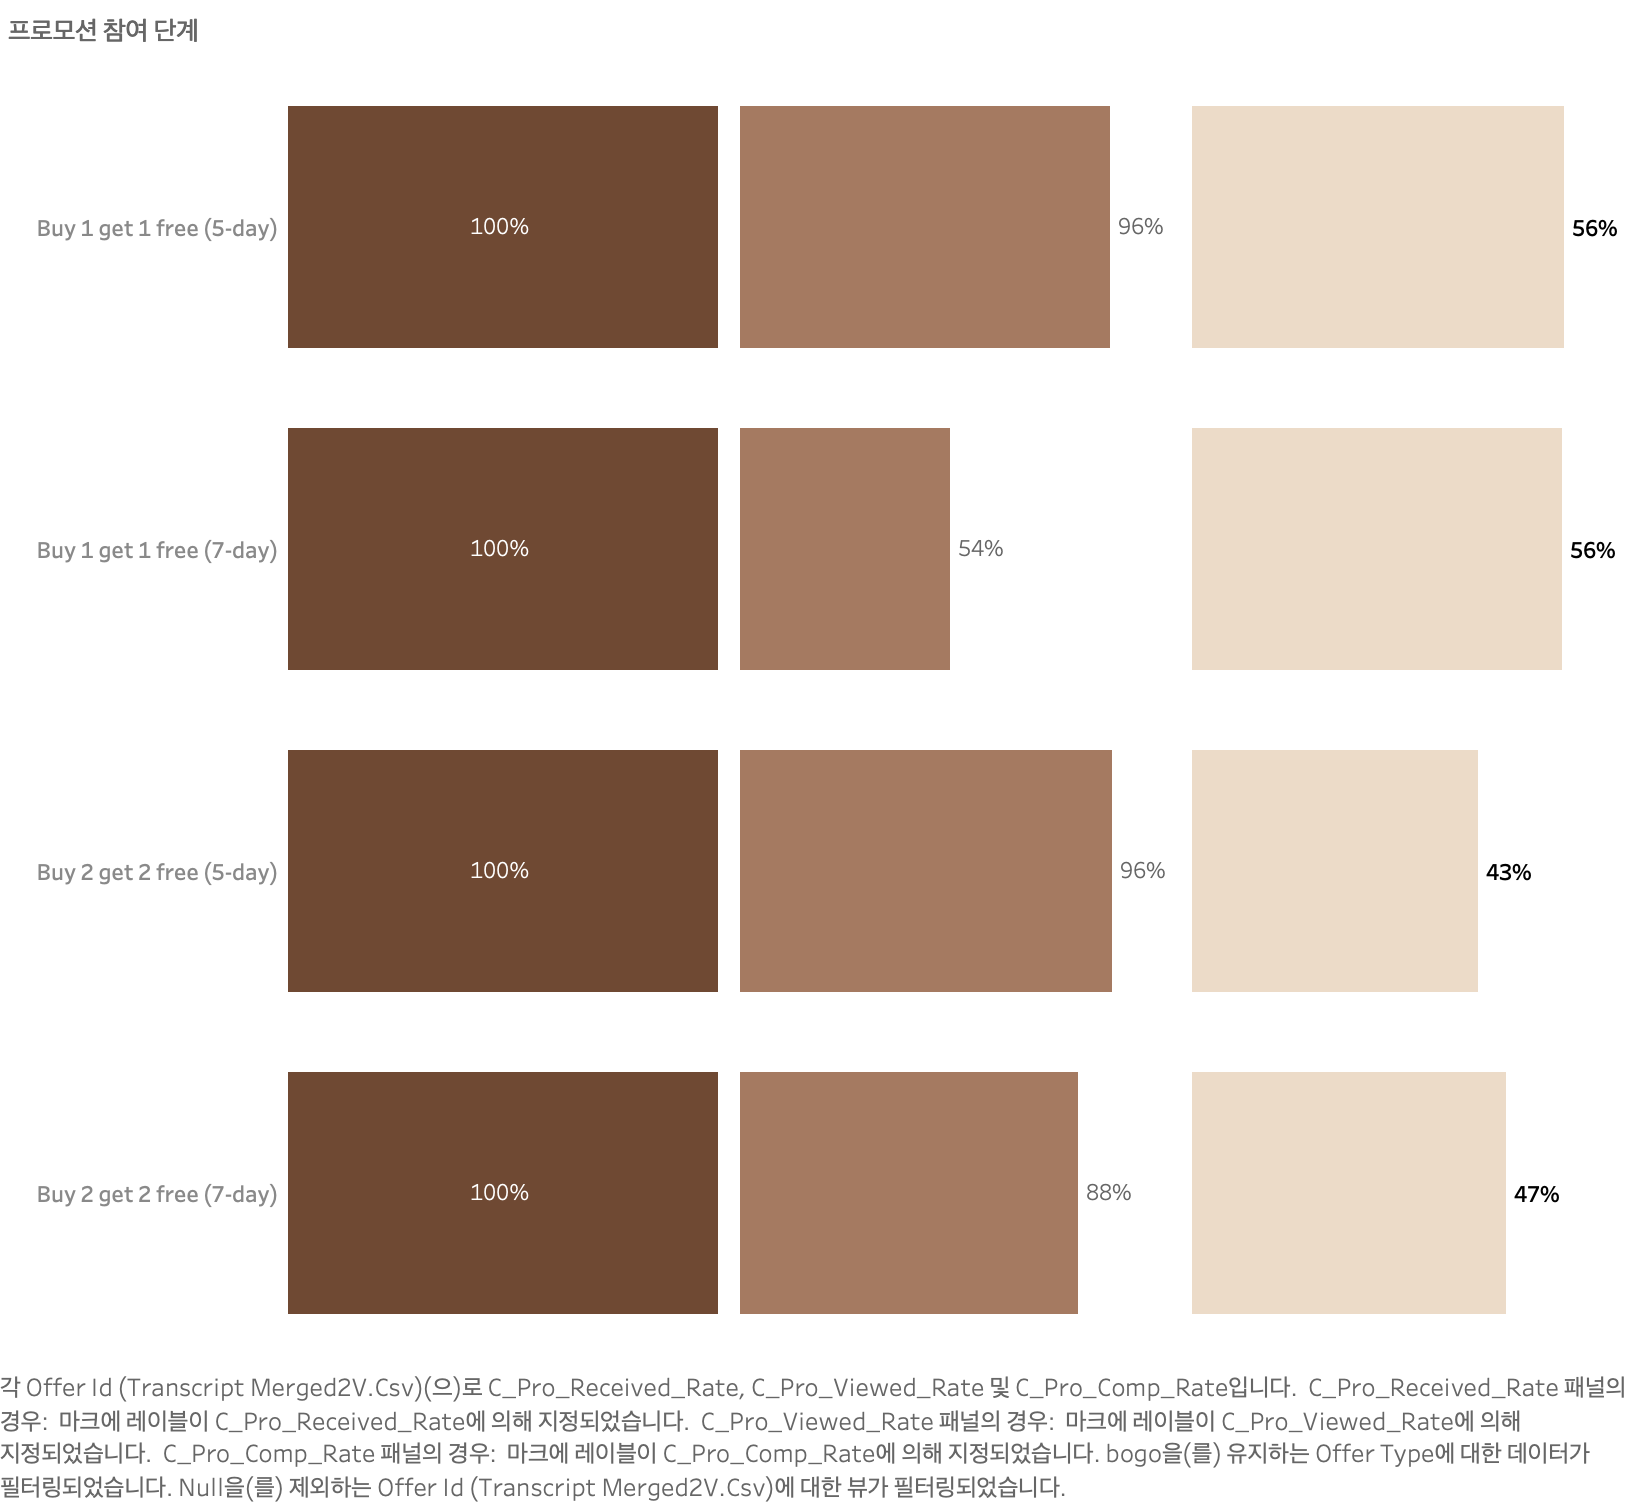 프로모션 참여 단계
Buy 1 get 1 free (5-day) 100% 96% 56%
Buy 1 get 1 free (7-day) 100% 54% 56%
Buy 2 get 2 free (5-day) 100% 96% 43%
Buy 2 get 2 free (7-day) 100% 88% 47%
각 Offer Id (Transcript Merged2V.Csv)(으)로 C_Pro_Received_Rate, C_Pro_Viewed_Rate 및 C_Pro_Comp_Rate입니다.  C_Pro_Received_Rate 패널의
경우:  마크에 레이블이 C_Pro_Received_Rate에 의해 지정되었습니다.  C_Pro_Viewed_Rate 패널의 경우:  마크에 레이블이 C_Pro_Viewed_Rate에 의해
지정되었습니다.  C_Pro_Comp_Rate 패널의 경우:  마크에 레이블이 C_Pro_Comp_Rate에 의해 지정되었습니다. bogo을(를) 유지하는 Offer Type에 대한 데이터가
필터링되었습니다. Null을(를) 제외하는 Offer Id (Transcript Merged2V.Csv)에 대한 뷰가 필터링되었습니다.